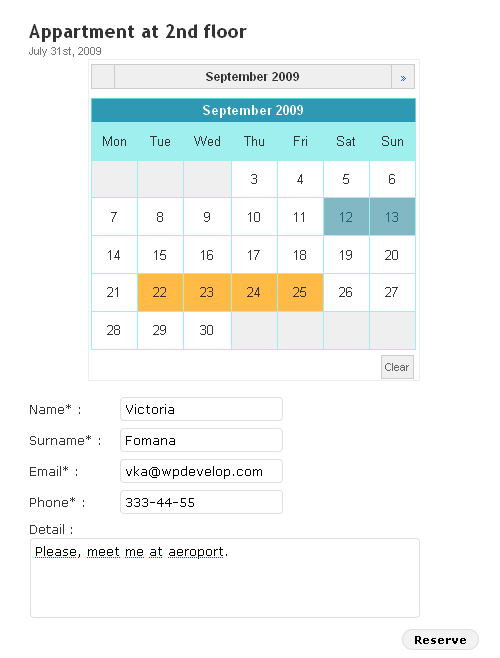 Appartment at 2nd floor
July 31st, 2009
September 2009 »
September 2009
Mon Tue Wed Thu Fri Sat Sun
3 4 5 6
7 8 9 10 11 12 13
14 15 16 17 18 19 20
21 22 23 24 25 26 27
28 29 30
Clear
Name* : Victoria
Surname* : Fomana
Email* : vka@wpdevelop.com
Phone* : 333-44-55
Detail :
Please, meet me at aeroport.
Reserve